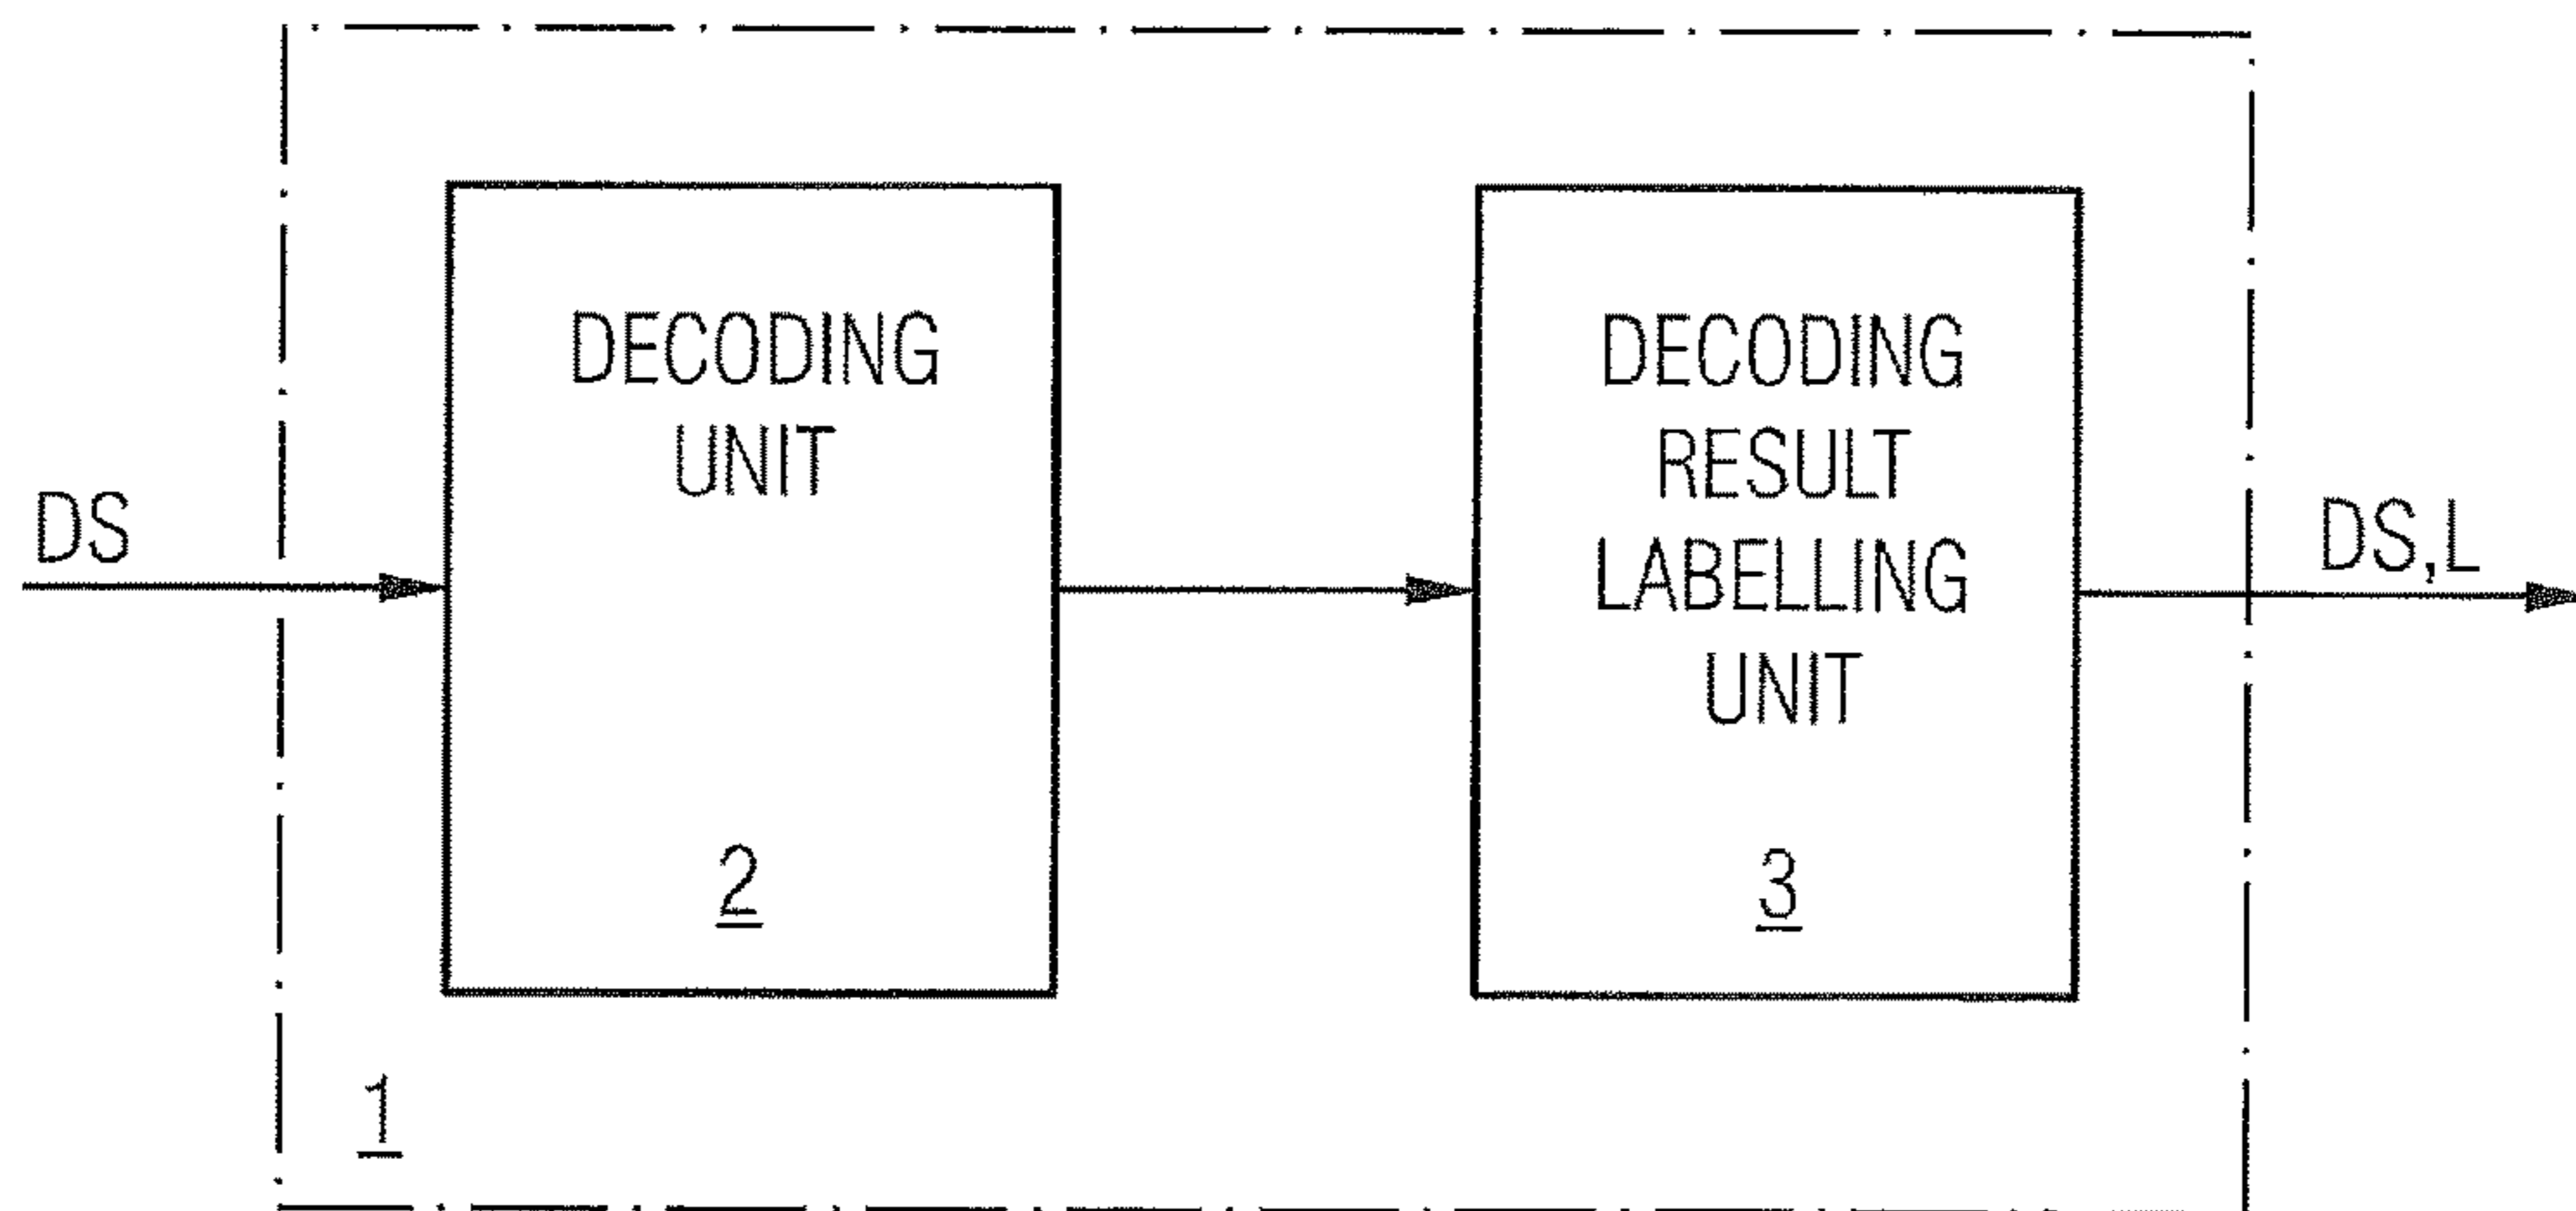 DS
DECODING
UNIT
2
DECODING
RESULT
LABELLING
UNIT
3
DS,L
1